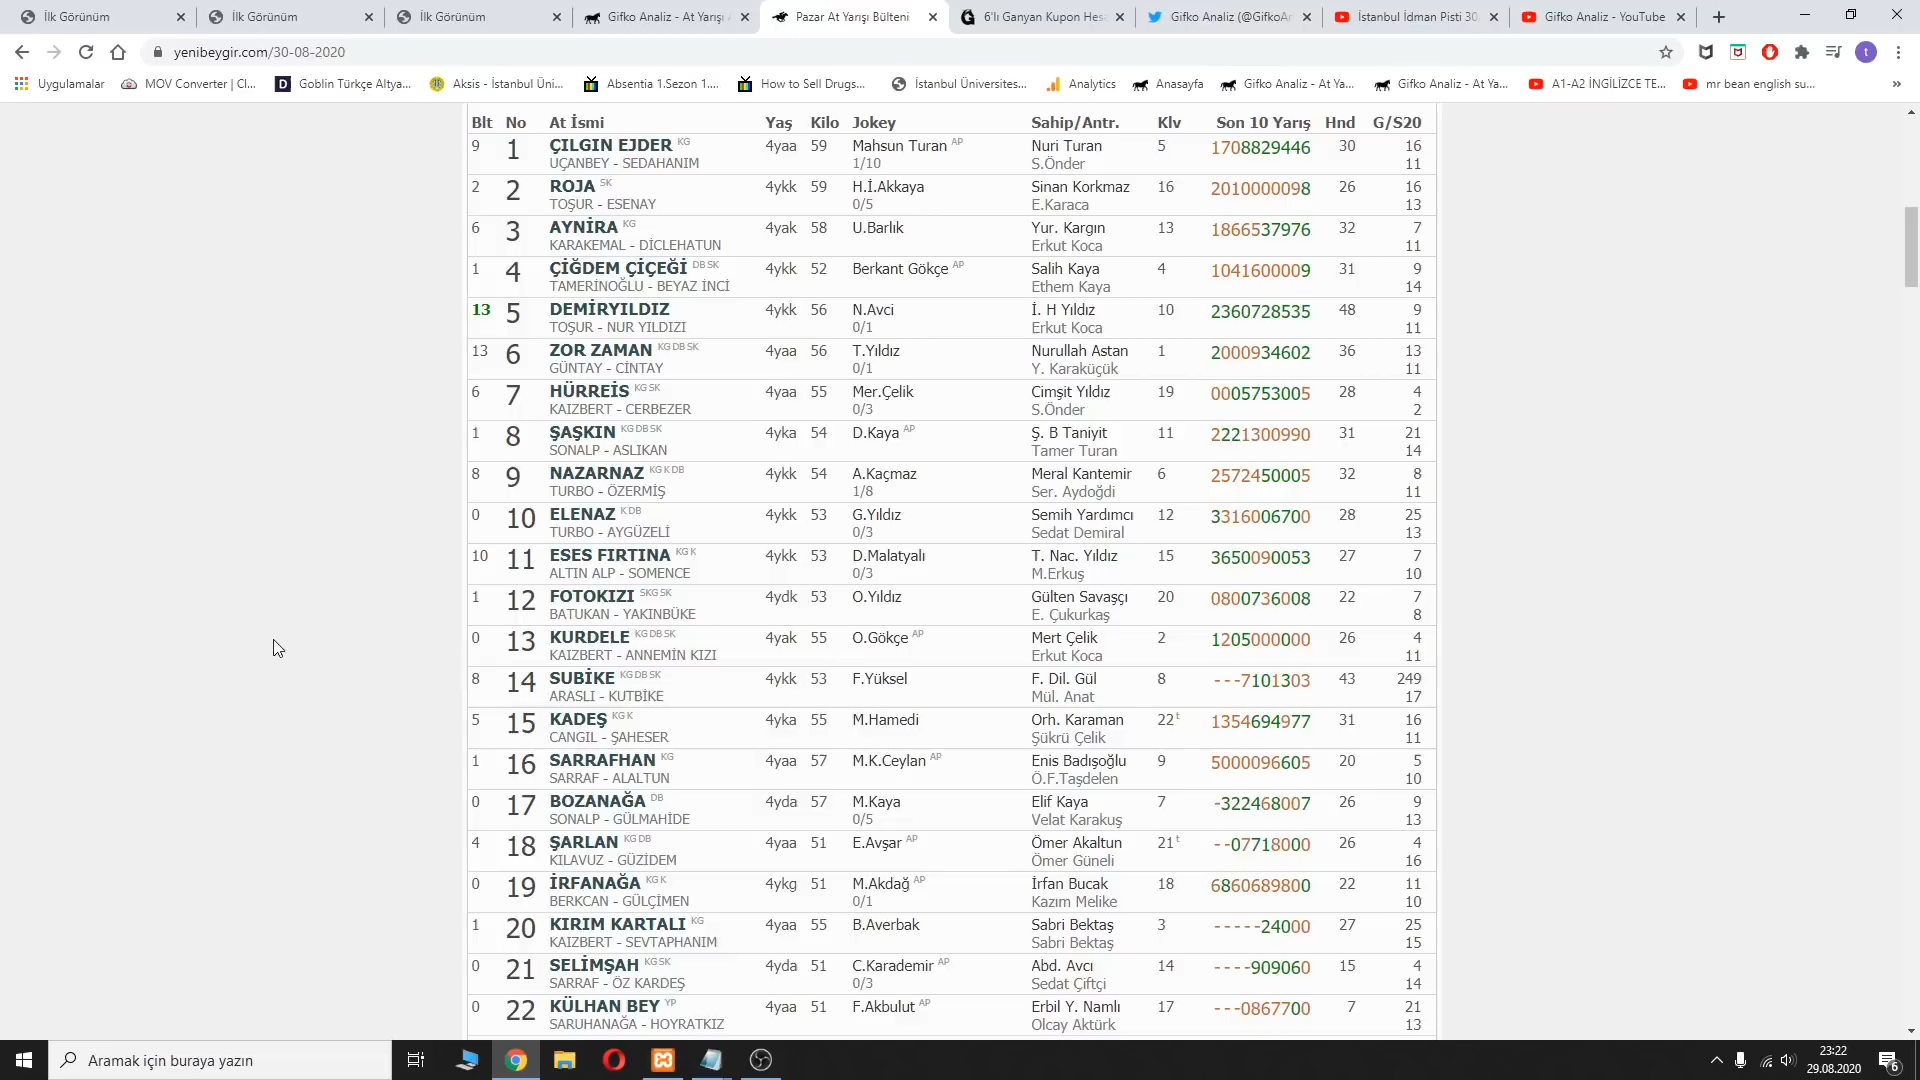 İlk Görünüm
İlk Görünüm
İlk Görünüm
Gifko Analiz - At Yarışı A
Pazar At Yarışı Bülteni
6'lı Ganyan Kupon Hesa
Gifko Analiz (@GifkoAn
İstanbul İdman Pisti 30
Gifko Analiz - YouTube
yenibeygir.com/30-08-2020
Uygulamalar
MOV Converter | Cl...
Goblin Türkçe Altya...
Aksis - İstanbul Üni...
Absentia 1.Sezon 1....
How to Sell Drugs...
İstanbul Üniversites...
Analytics
Anasayfa
Gifko Analiz - At Ya...
Gifko Analiz - At Ya...
A1-A2 İNGİLİZCE TE...
mr bean english su...
Blt No At İsmi Yaş Kilo Jokey Sahip/Antr. Klv Son 10 Yarış Hnd G/S20
9 1 ÇILGIN EJDER KG 4yaa 59 Mahsun Turan AP Nuri Turan 5 1708829446 30 16
UÇANBEY - SEDAHANIM 1/10 S.Önder 11
2 2 ROJA SK 4ykk 59 H.İ.Akkaya Sinan Korkmaz 16 2010000098 26 16
TOŞUR - ESENAY 0/5 E.Karaca 13
6 3 AYNİRA KG 4yak 58 U.Barlık Yur. Kargın 13 1866537976 32 7
KARAKEMAL - DİCLEHATUN Erkut Koca 11
1 4 ÇİĞDEM ÇİÇEĞİ DB SK 4ykk 52 Berkant Gökçe AP Salih Kaya 4 1041600009 31 9
TAMERİNOĞLU - BEYAZ İNCİ Ethem Kaya 14
13 5 DEMİRYILDIZ 4ykk 56 N.Avci İ. H Yıldız 10 2360728535 48 9
TOŞUR - NUR YILDIZI 0/1 Erkut Koca 11
13 6 ZOR ZAMAN KG DB SK 4yaa 56 T.Yıldız Nurullah Astan 1 2000934602 36 13
GÜNTAY - CİNTAY 0/1 Y. Karaküçük 11
6 7 HÜRREİS KG SK 4yaa 55 Mer.Çelik Cimşit Yıldız 19 0005753005 28 4
KAIZBERT - CERBEZER 0/3 S.Önder 2
1 8 ŞAŞKIN KG DB SK 4yka 54 D.Kaya AP Ş. B Taniyit 11 2221300990 31 21
SONALP - ASLIKAN Tamer Turan 14
8 9 NAZARNAZ KG K DB 4ykk 54 A.Kaçmaz Meral Kantemir 6 2572450005 32 8
TURBO - ÖZERMİŞ 1/8 Ser. Aydoğdi 11
0 10 ELENAZ K DB 4ykk 53 G.Yıldız Semih Yardımcı 12 3316006700 28 25
TURBO - AYGÜZELİ 0/3 Sedat Demiral 13
10 11 ESES FIRTINA KG K 4ykk 53 D.Malatyalı T. Nac. Yıldız 15 3650090053 27 7
ALTIN ALP - SOMENCE 0/3 M.Erkuş 10
1 12 FOTOKIZI SKG SK 4ydk 53 O.Yıldız Gülten Savaşçı 20 0800736008 22 7
BATUKAN - YAKINBÜKE E. Çukurkaş 8
0 13 KURDELE KG DB SK 4yak 55 O.Gökçe AP Mert Çelik 2 1205000000 26 4
KAIZBERT - ANNEMİN KIZI Erkut Koca 11
8 14 SUBİKE KG DB SK 4ykk 53 F.Yüksel F. Dil. Gül 8 ---7101303 43 249
ARASLI - KUTBİKE Mül. Anat 17
5 15 KADEŞ KG K 4yka 55 M.Hamedi Orh. Karaman 22 t 1354694977 31 16
CANGIL - ŞAHESER Şükrü Çelik 11
1 16 SARRAFHAN KG 4yaa 57 M.K.Ceylan AP Enis Badışoğlu 9 5000096605 20 5
SARRAF - ALALTUN Ö.F.Taşdelen 10
0 17 BOZANAĞA DB 4yda 57 M.Kaya Elif Kaya 7 -322468007 26 9
SONALP - GÜLMAHİDE 0/5 Velat Karakuş 13
4 18 ŞARLAN KG DB 4yaa 51 E.Avşar AP Ömer Akaltun 21 t --07718000 26 4
KILAVUZ - GÜZİDEM Ömer Güneli 16
0 19 İRFANAĞA KG K 4ykg 51 M.Akdağ AP İrfan Bucak 18 6860689800 22 11
BERKCAN - GÜLÇİMEN 0/1 Kazım Melike 10
1 20 KIRIM KARTALI KG 4yaa 55 B.Averbak Sabri Bektaş 3 -----24000 27 25
KAIZBERT - SEVTAPHANIM Sabri Bektaş 15
0 21 SELİMŞAH KG SK 4yda 51 C.Karademir AP Abd. Avcı 14 ----909060 15 4
SARRAF - ÖZ KARDEŞ 0/3 Sedat Çiftçi 14
0 22 KÜLHAN BEY YP 4yaa 51 F.Akbulut AP Erbil Y. Namlı 17 ---0867700 7 21
SARUHANAĞA - HOYRATKIZ Olcay Aktürk 13
Aramak için buraya yazın
23:22
29.08.2020
6